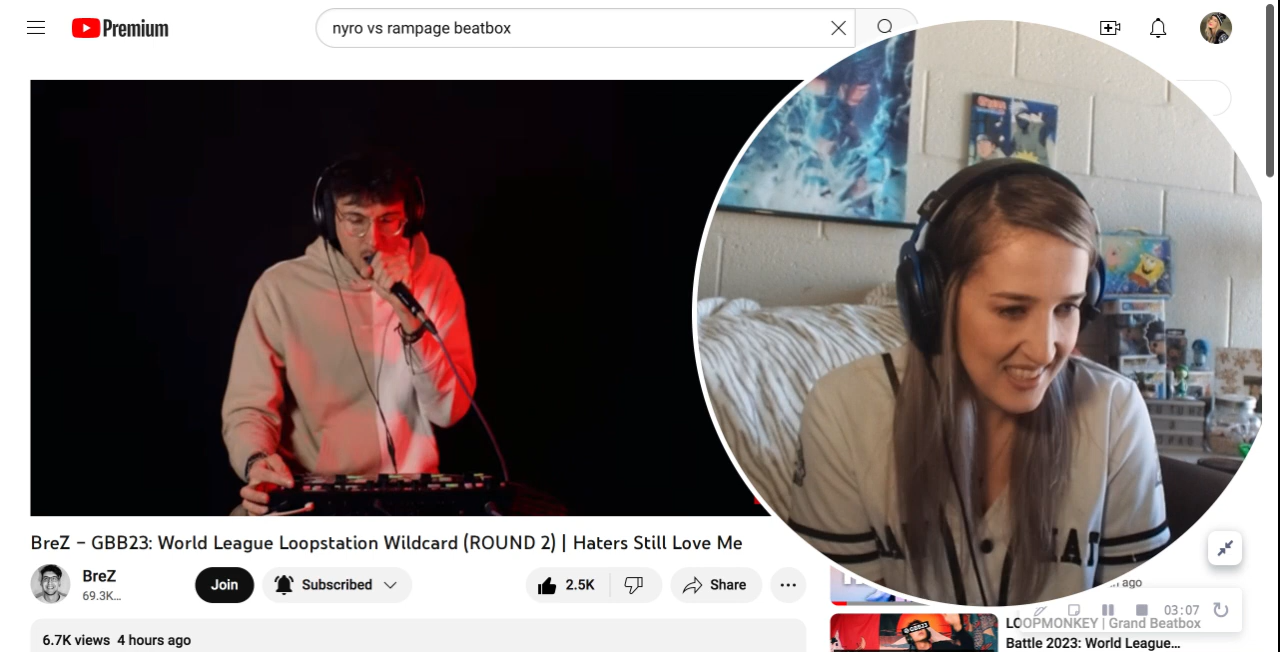 Premium
nyro vs rampage beatbox
BreZ – GBB23: World League Loopstation Wildcard (ROUND 2) | Haters Still Love Me
BreZ
69.3K...
Join
Subscribed
2.5K
Share
6.7K views 4 hours ago
ago
03:07
LOOPMONKEY | Grand Beatbox
Battle 2023: World League...
GBB23